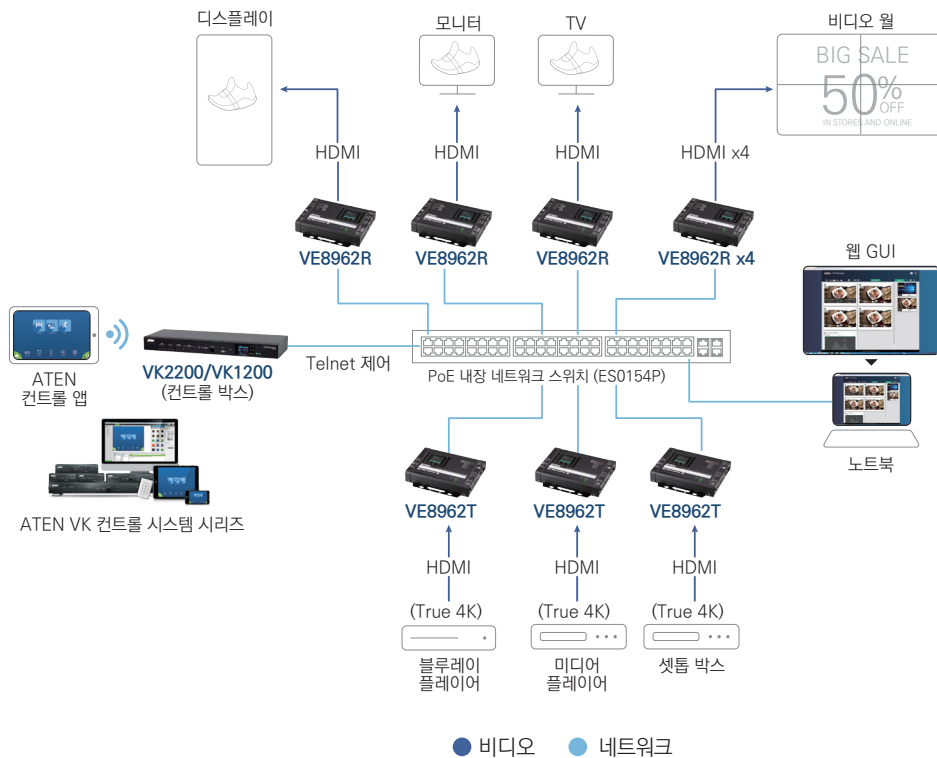 디스플레이
모니터
TV
비디오 월
BIG SALE
50% OFF
IN STORES AND ONLINE
HDMI
HDMI
HDMI
HDMI x4
VE8962R
VE8962R
VE8962R
VE8962R x4
웹 GUI
ATEN
컨트롤 앱
VK2200/VK1200
(컨트롤 박스)
Telnet 제어
PoE 내장 네트워크 스위치 (ES0154P)
노트북
ATEN VK 컨트롤 시스템 시리즈
VE8962T
VE8962T
VE8962T
HDMI
HDMI
HDMI
(True 4K)
(True 4K)
(True 4K)
블루레이
플레이어
미디어
플레이어
셋톱 박스
비디오
네트워크